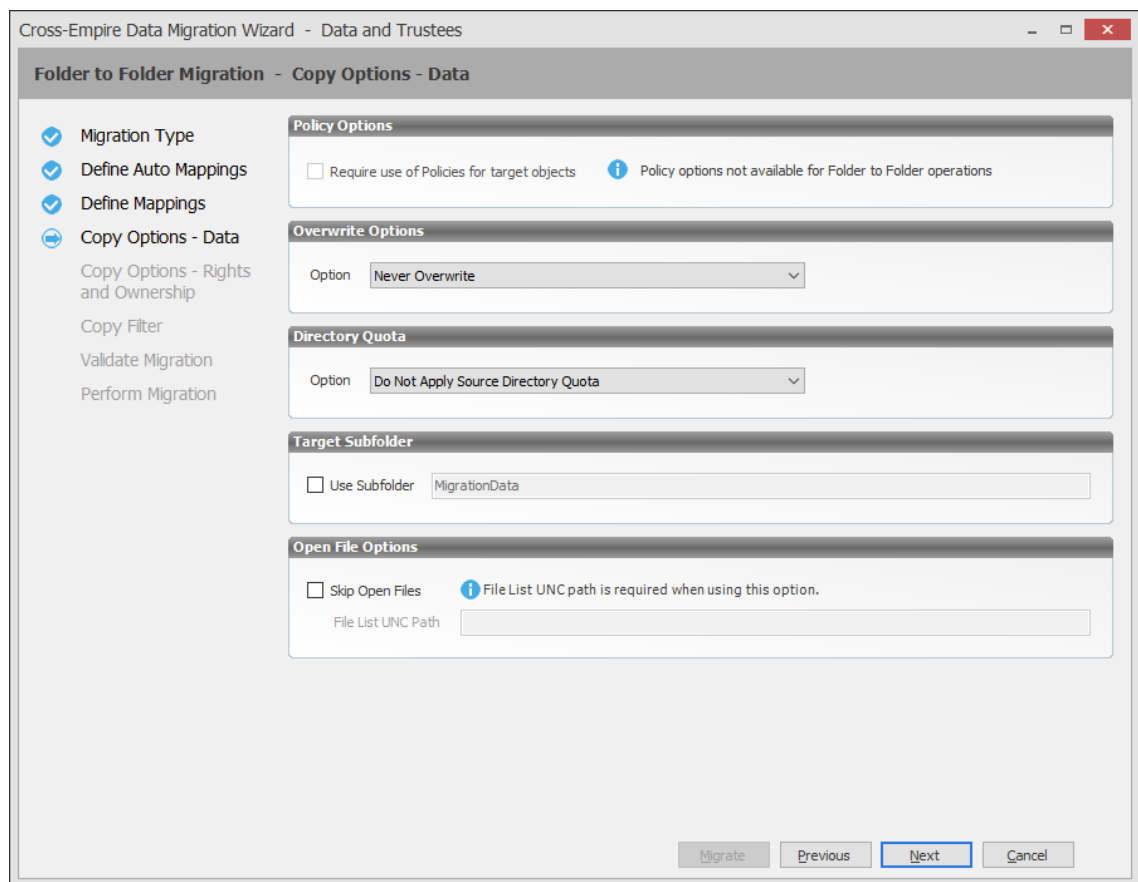 Cross-Empire Data Migration Wizard - Data and Trustees
Folder to Folder Migration - Copy Options - Data
Migration Type
Define Auto Mappings
Define Mappings
Copy Options - Data
Copy Options - Rights
and Ownership
Copy Filter
Validate Migration
Perform Migration
Policy Options
Require use of Policies for target objects
Policy options not available for Folder to Folder operations
Overwrite Options
Option Never Overwrite
Directory Quota
Option Do Not Apply Source Directory Quota
Target Subfolder
Use Subfolder MigrationData
Open File Options
Skip Open Files File List UNC path is required when using this option.
File List UNC Path
Migrate Previous Next Cancel